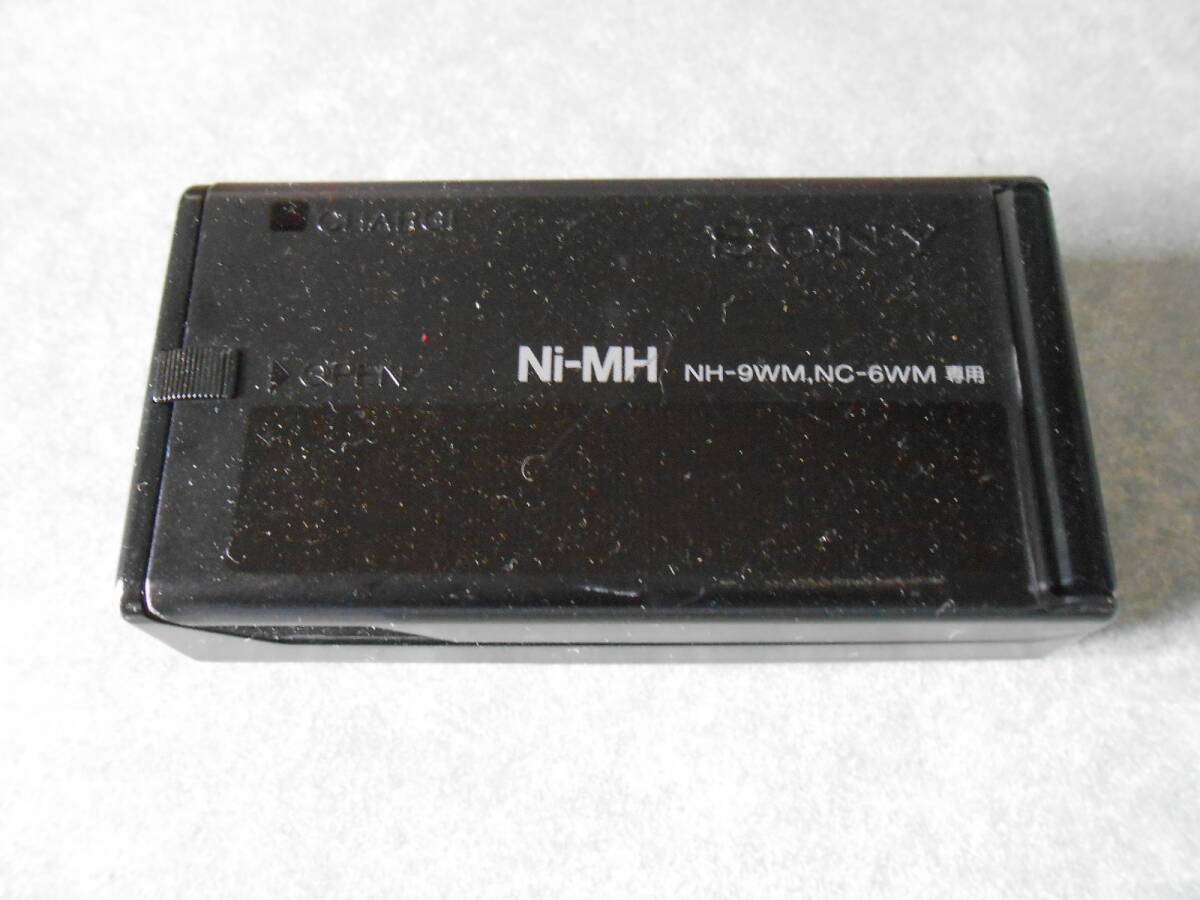 CHARGE
SONY
OPEN
Ni-MH NH-9WM,NC-6WM 専用